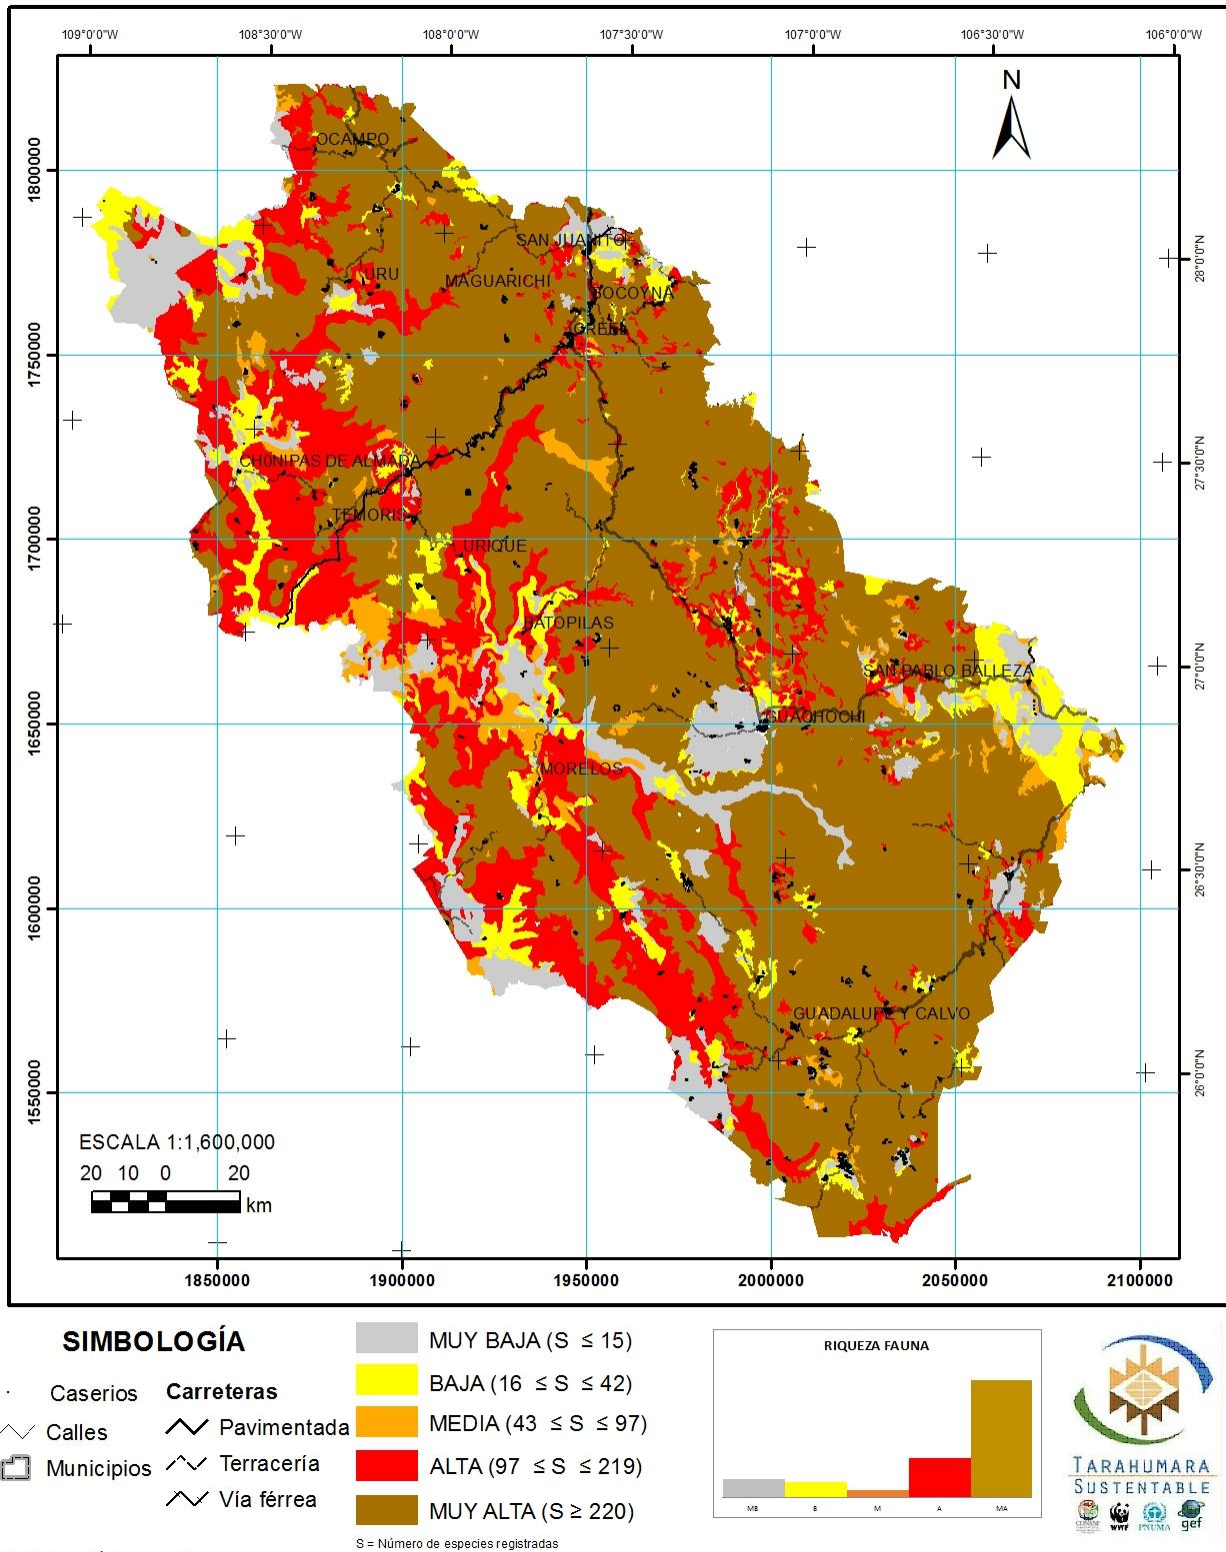 109°0'0"W 108°30'0"W 108°0'0"W 107°30'0"W 107°0'0"W 106°30'0"W 106°0'0"W
N
1800000
1750000
1700000
1650000
1600000
1550000
28°0'0"N
27°30'0"N
27°0'0"N
26°30'0"N
26°0'0"N
OCAMPO
SAN JUANITO
URU
MAGUARICHI
BOCOYNA
CREEL
CHONIPAS DE ALMADA
TEMORIS
URIQUE
BATOPILAS
SAN PABLO BALLEZA
GUACHOCHI
MORELOS
GUADALUPE Y CALVO
ESCALA 1:1,600,000
20 10 0 20
km
1850000 1900000 1950000 2000000 2050000 2100000
SIMBOLOGÍA
Caserios
Calles
Municipios
Carreteras
Pavimentada
Terracería
Vía férrea
MUY BAJA (S ≤ 15)
BAJA (16 ≤ S ≤ 42)
MEDIA (43 ≤ S ≤ 97)
ALTA (97 ≤ S ≤ 219)
MUY ALTA (S ≥ 220)
S = Número de especies registradas
RIQUEZA FAUNA
MB B M A MA
TARAHUMARA
SUSTENTABLE
CONANP WWF PNUMA gef